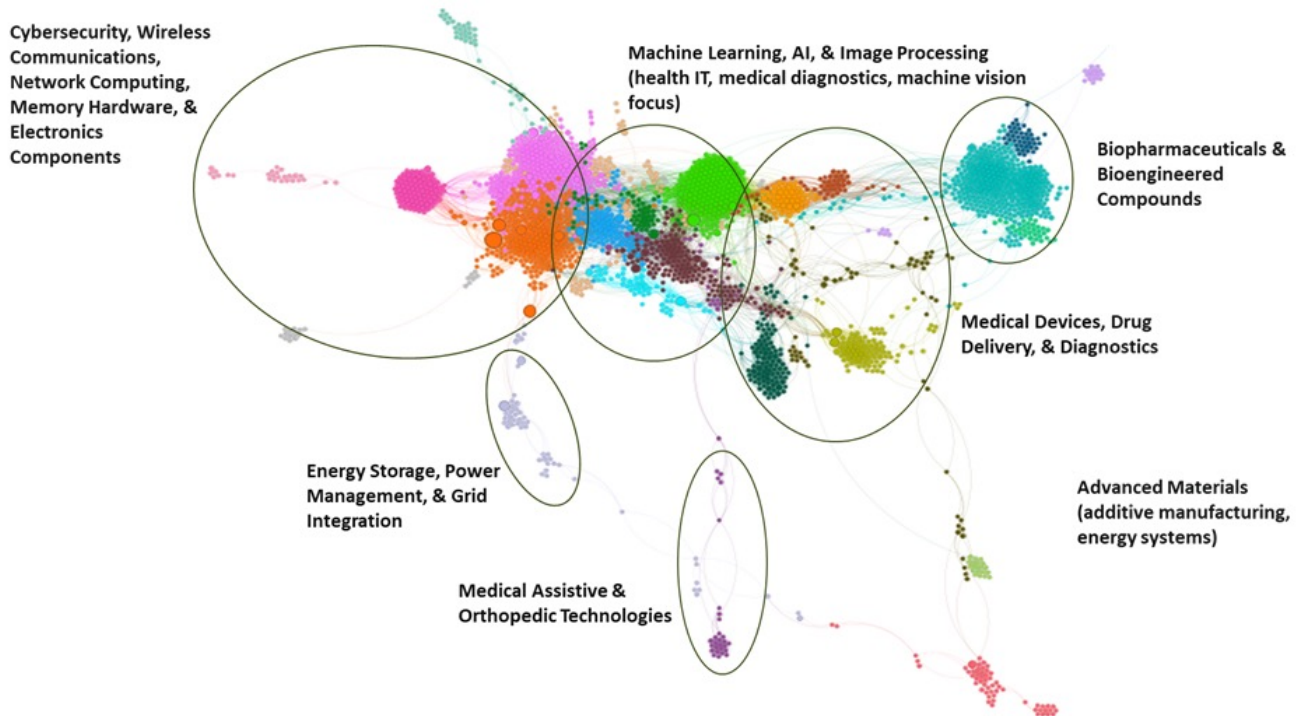 Cybersecurity, Wireless
Communications,
Network Computing,
Memory Hardware, &
Electronics
Components
Machine Learning, AI, & Image Processing
(health IT, medical diagnostics, machine vision
focus)
Biopharmaceuticals &
Bioengineered
Compounds
Medical Devices, Drug
Delivery, & Diagnostics
Energy Storage, Power
Management, & Grid
Integration
Advanced Materials
(additive manufacturing,
energy systems)
Medical Assistive &
Orthopedic Technologies